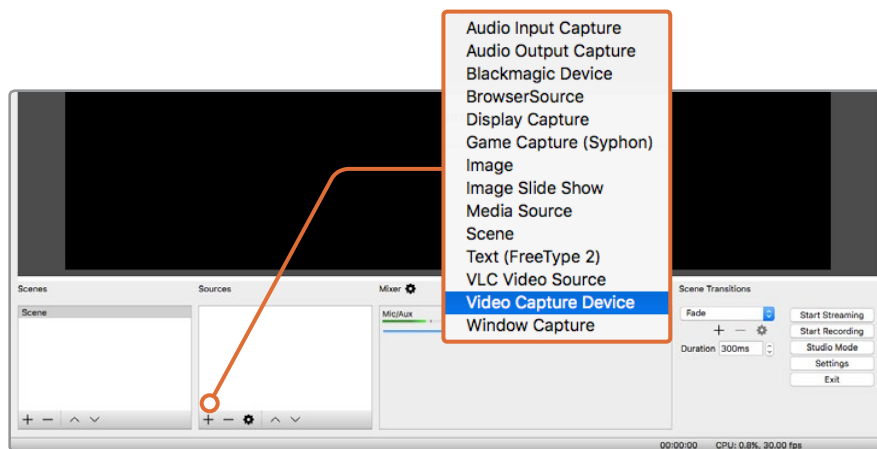 Audio Input Capture
Audio Output Capture
Blackmagic Device
BrowserSource
Display Capture
Game Capture (Syphon)
Image
Image Slide Show
Media Source
Scene
Text (FreeType 2)
VLC Video Source
Video Capture Device
Window Capture
Scenes
Scene
Sources
Mixer
Mic/Aux
Scene Transitions
Fade
Duration 300ms
Start Streaming
Start Recording
Studio Mode
Settings
Exit
00:00:00 CPU: 0.8%, 30.00 fps